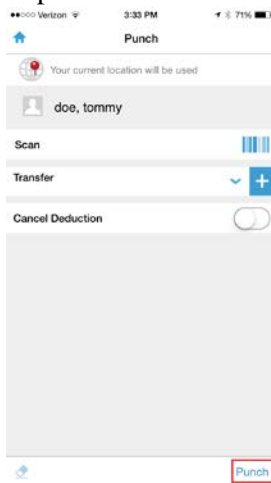 Verizon 3:33 PM 71%
Punch
Your current location will be used
doe, tommy
Scan
Transfer
Cancel Deduction
Punch